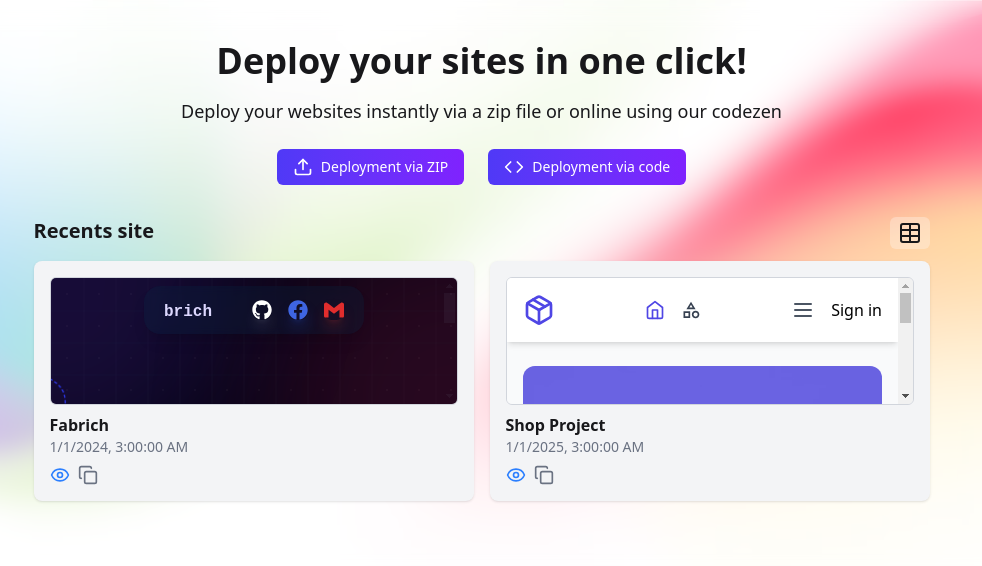 Deploy your sites in one click!
Deploy your websites instantly via a zip file or online using our codezen
Deployment via ZIP
Deployment via code
Recents site
brich
Sign in
Fabrich
1/1/2024, 3:00:00 AM
Shop Project
1/1/2025, 3:00:00 AM